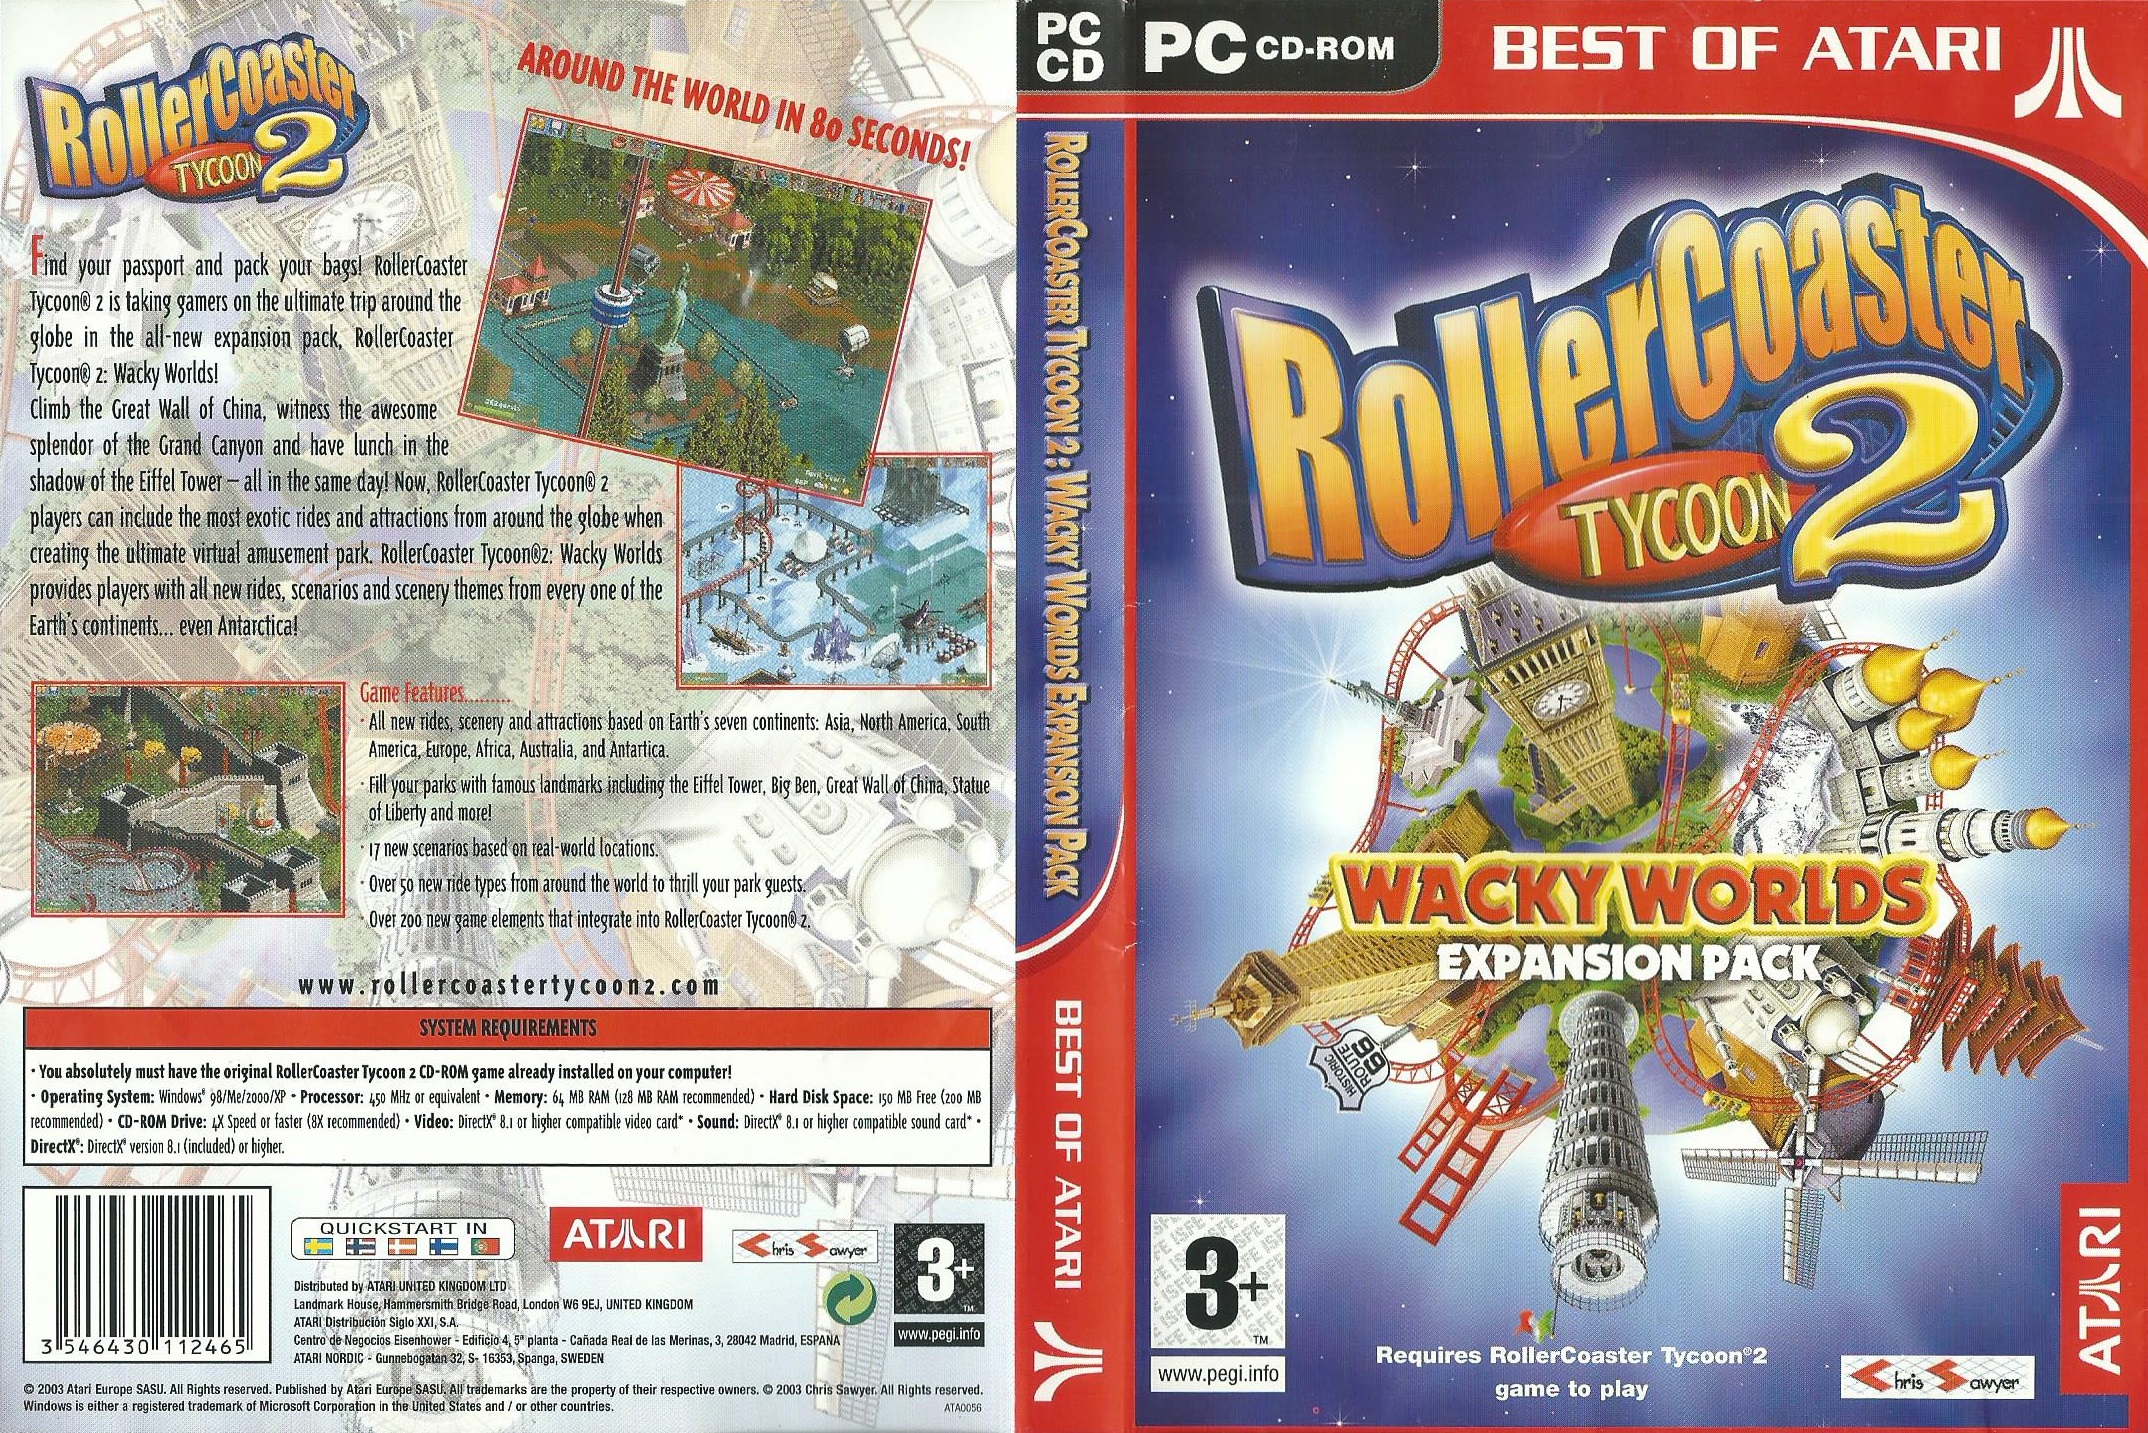 RollerCoaster
TYCOON 2
AROUND THE WORLD IN 80 SECONDS!
Find your passport and pack your bags! RollerCoaster
Tycoon® 2 is taking gamers on the ultimate trip around the
globe in the all-new expansion pack, RollerCoaster
Tycoon® 2: Wacky Worlds!
Climb the Great Wall of China, witness the awesome
splendor of the Grand Canyon and have lunch in the
shadow of the Eiffel Tower – all in the same day! Now, RollerCoaster Tycoon® 2
players can include the most exotic rides and attractions from around the globe when
creating the ultimate virtual amusement park. RollerCoaster Tycoon®2: Wacky Worlds
provides players with all new rides, scenarios and scenery themes from every one of the
Earth's continents... even Antarctica!
Game Features.........
· All new rides, scenery and attractions based on Earth's seven continents: Asia, North America, South
America, Europe, Africa, Australia, and Antartica.
· Fill your parks with famous landmarks including the Eiffel Tower, Big Ben, Great Wall of China, Statue
of Liberty and more!
· 17 new scenarios based on real-world locations.
· Over 50 new ride types from around the world to thrill your park guests.
· Over 200 new game elements that integrate into RollerCoaster Tycoon® 2.
www.rollercoastertycoon2.com
SYSTEM REQUIREMENTS
• You absolutely must have the original RollerCoaster Tycoon 2 CD-ROM game already installed on your computer!
• Operating System: Windows® 98/Me/2000/XP • Processor: 450 MHz or equivalent • Memory: 64 MB RAM (128 MB RAM recommended) • Hard Disk Space: 150 MB Free (200 MB
recommended) • CD-ROM Drive: 4X Speed or faster (8X recommended) • Video: DirectX® 8.1 or higher compatible video card* • Sound: DirectX® 8.1 or higher compatible sound card* •
DirectX®: DirectX® version 8.1 (included) or higher.
3 546430 112465
QUICKSTART IN
ATARI
Chris Sawyer
3+
TM
www.pegi.info
Distributed by ATARI UNITED KINGDOM LTD
Landmark House, Hammersmith Bridge Road, London W6 9EJ, UNITED KINGDOM
ATARI Distribución Siglo XXI, S.A.
Centro de Negocios Eisenhower - Edificio 4, 5ª planta - Cañada Real de las Merinas, 3, 28042 Madrid, ESPAÑA
ATARI NORDIC - Gunnebogatan 32, S- 16353, Spanga, SWEDEN
© 2003 Atari Europe SASU. All Rights reserved. Published by Atari Europe SASU. All trademarks are the property of their respective owners. © 2003 Chris Sawyer. All Rights reserved.
Windows is either a registered trademark of Microsoft Corporation in the United States and / or other countries.
ATA0056
PC
CD
ROLLERCOASTER TYCOON 2: WACKY WORLDS EXPANSION PACK
BEST OF ATARI
PC CD-ROM
BEST OF ATARI
RollerCoaster
TYCOON 2
WACKY WORLDS
EXPANSION PACK
HISTORIC
ROUTE
66
3+
TM
www.pegi.info
Requires RollerCoaster Tycoon®2
game to play
Chris Sawyer
ATARI